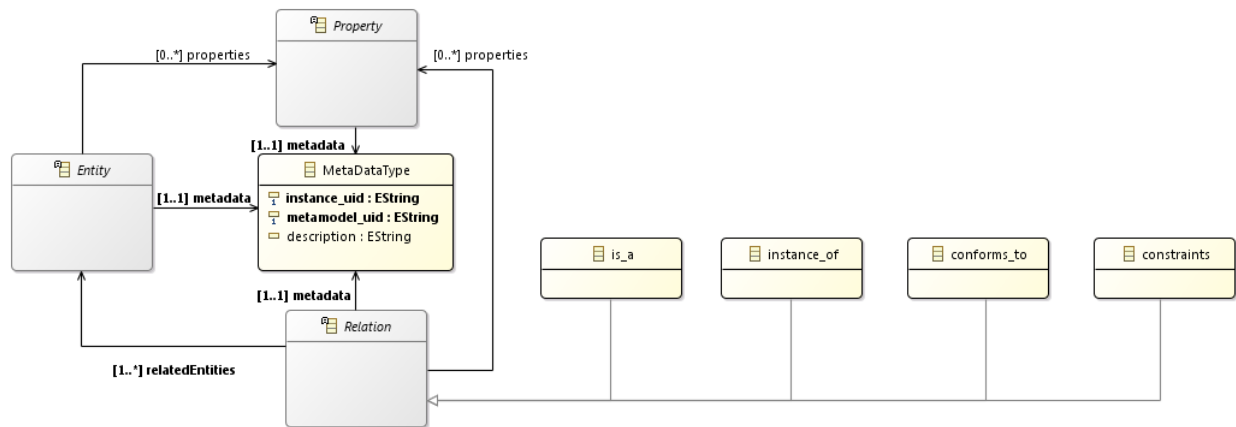 Property
[0..*] properties
[0..*] properties
[1..1] metadata
Entity
[1..1] metadata
MetaDataType
instance_uid : EString
metamodel_uid : EString
description : EString
is_a
instance_of
conforms_to
constraints
[1..1] metadata
Relation
[1..*] relatedEntities